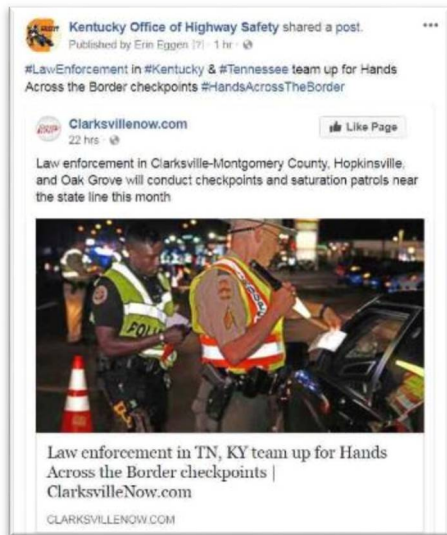 Kentucky Office of Highway Safety shared a post.
Published by Erin Eggen [?] · 1 hr ·
#LawEnforcement in #Kentucky & #Tennessee team up for Hands
Across the Border checkpoints #HandsAcrossTheBorder
Clarksvillenow.com
22 hrs ·
Like Page
Law enforcement in Clarksville-Montgomery County, Hopkinsville,
and Oak Grove will conduct checkpoints and saturation patrols near
the state line this month
Law enforcement in TN, KY team up for Hands
Across the Border checkpoints |
ClarksvilleNow.com
CLARKSVILLENOW.COM